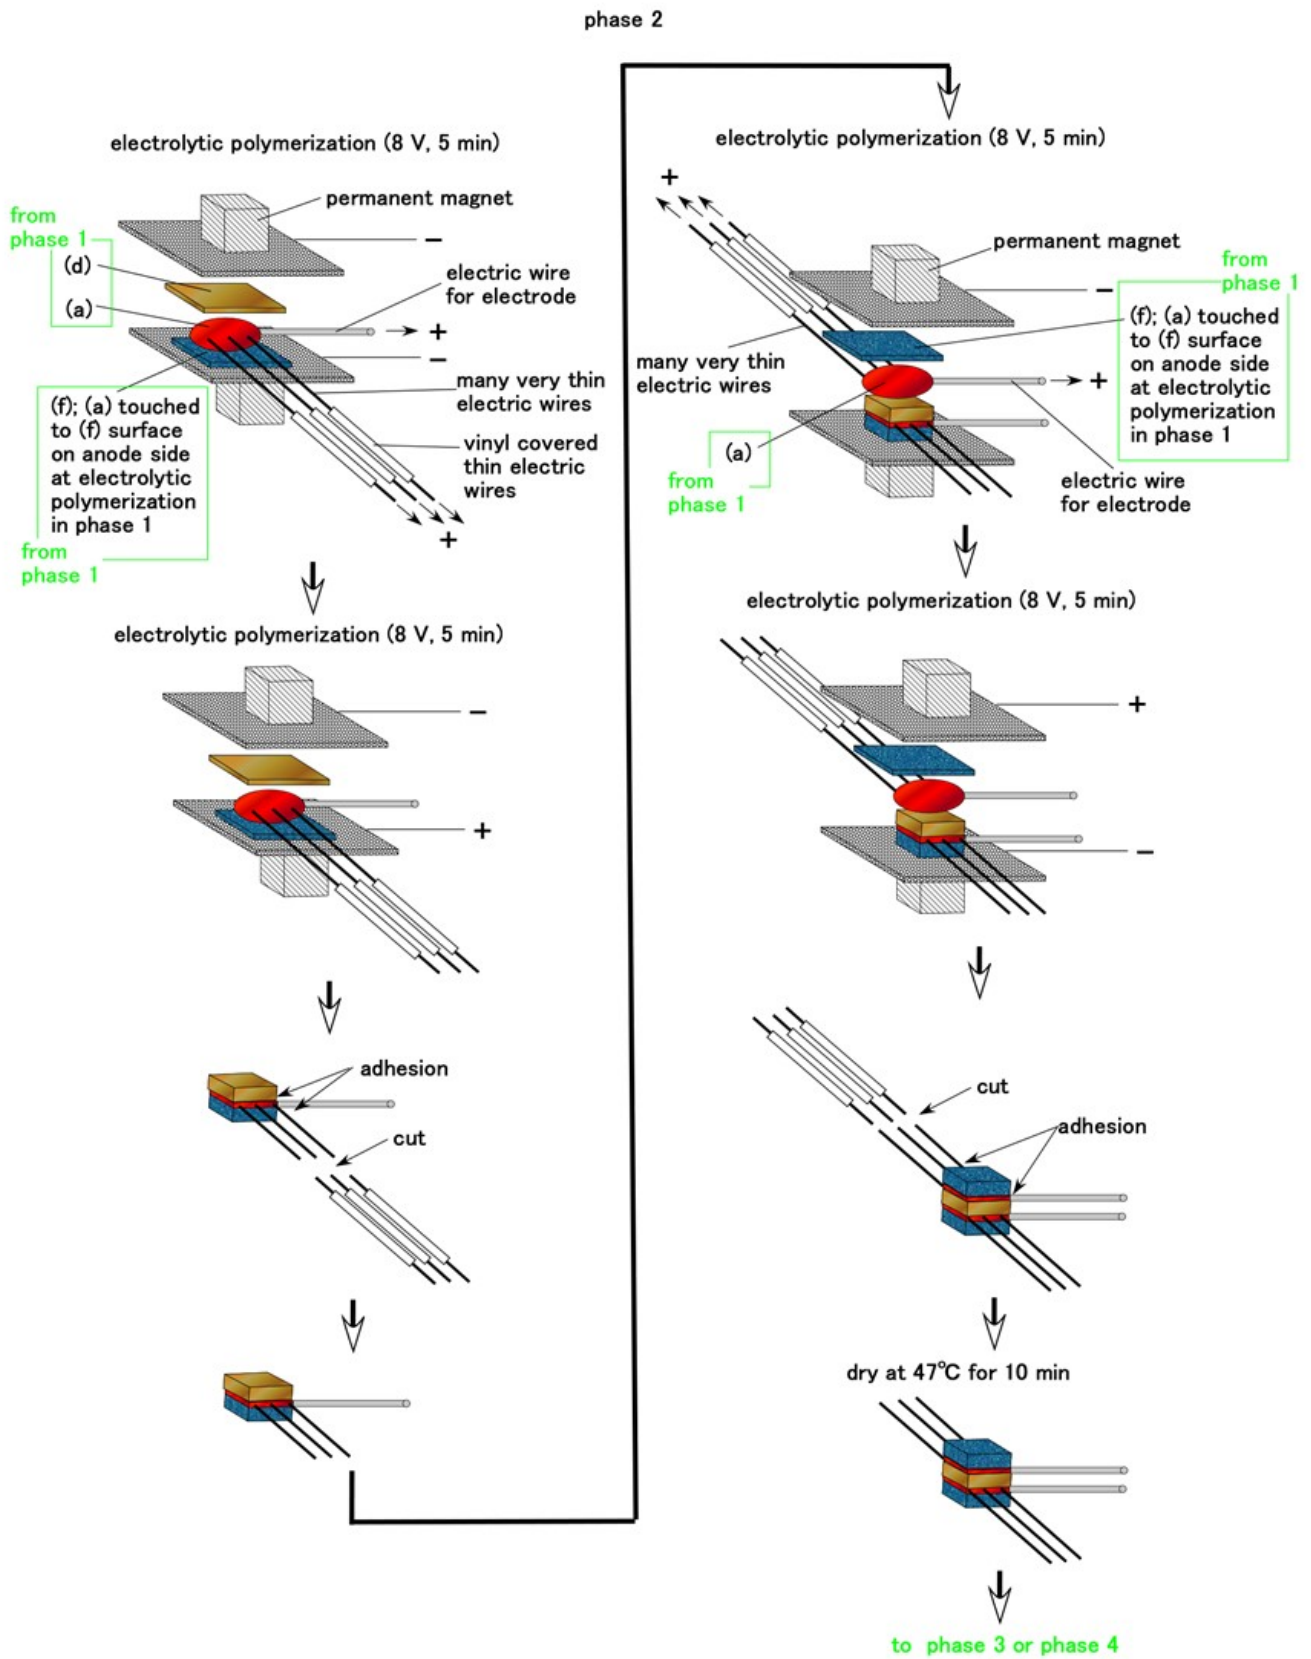 phase 2
electrolytic polymerization (8 V, 5 min)
permanent magnet
−
from
phase 1
(d)
(a)
electric wire
for electrode
+
−
many very thin
electric wires
vinyl covered
thin electric
wires
+
(f); (a) touched
to (f) surface
on anode side
at electrolytic
polymerization
in phase 1
from
phase 1
electrolytic polymerization (8 V, 5 min)
−
+
adhesion
cut
electrolytic polymerization (8 V, 5 min)
+
permanent magnet
−
from
phase 1
(f); (a) touched
to (f) surface
on anode side
at electrolytic
polymerization
in phase 1
many very thin
electric wires
+
(a)
from
phase 1
electric wire
for electrode
electrolytic polymerization (8 V, 5 min)
+
−
cut
adhesion
dry at 47℃ for 10 min
to phase 3 or phase 4